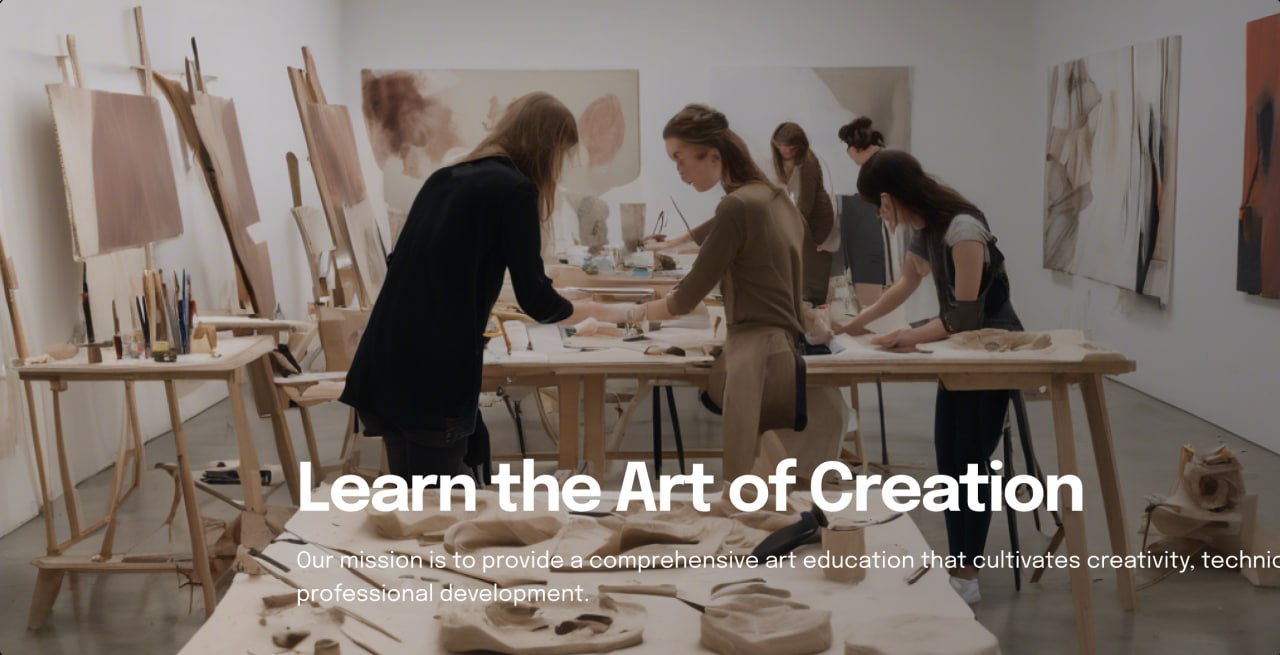 Learn the Art of Creation
Our mission is to provide a comprehensive art education that cultivates creativity, technic
professional development.